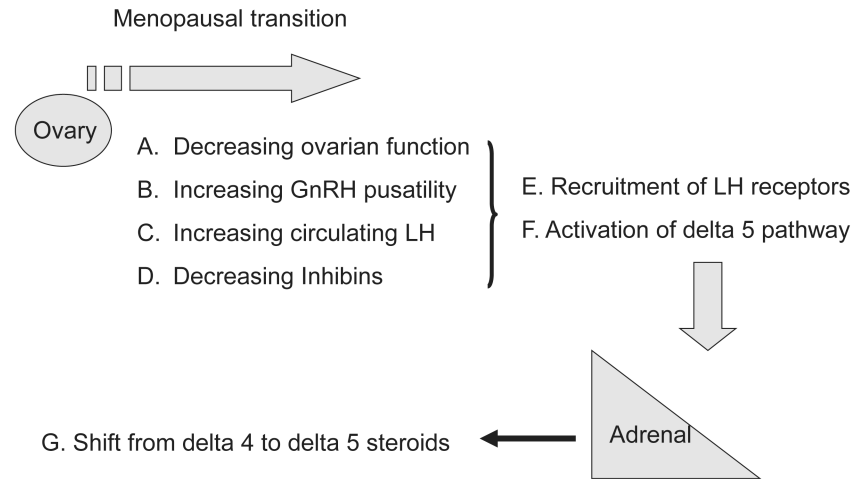 Menopausal transition
Ovary
A. Decreasing ovarian function
B. Increasing GnRH pusatility
C. Increasing circulating LH
D. Decreasing Inhibins
E. Recruitment of LH receptors
F. Activation of delta 5 pathway
Adrenal
G. Shift from delta 4 to delta 5 steroids